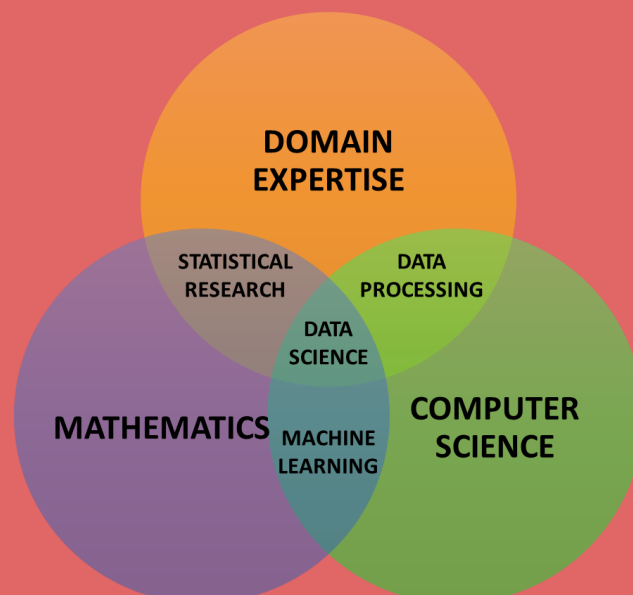 DOMAIN
EXPERTISE
STATISTICAL
RESEARCH
DATA
PROCESSING
DATA
SCIENCE
MATHEMATICS
COMPUTER
SCIENCE
MACHINE
LEARNING